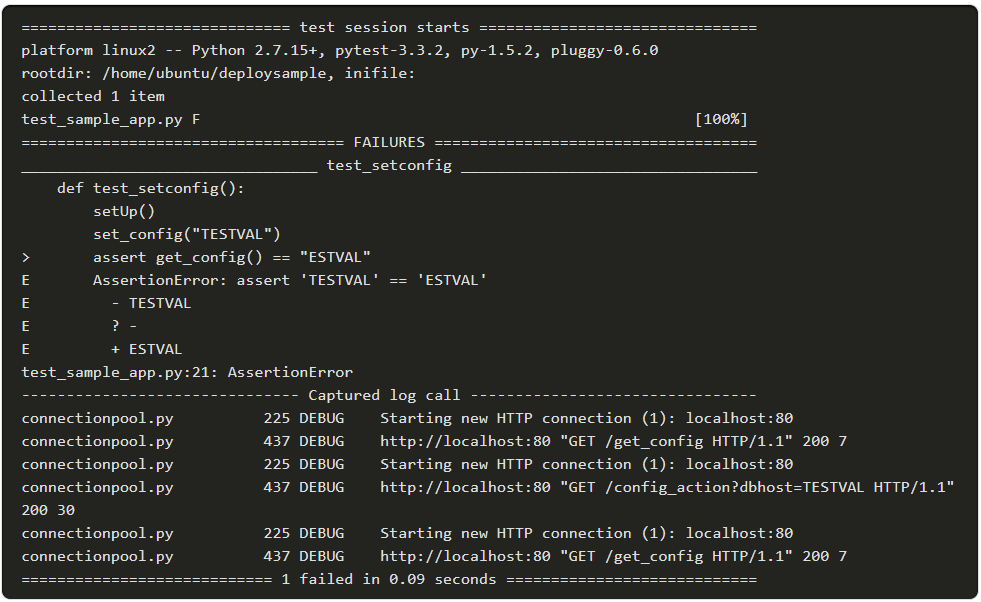 ============================== test session starts ===============================
platform linux2 -- Python 2.7.15+, pytest-3.3.2, py-1.5.2, pluggy-0.6.0
rootdir: /home/ubuntu/deploysample, inifile:
collected 1 item
test_sample_app.py F                                                       [100%]
==================================== FAILURES ====================================
_________________________________ test_setconfig _________________________________
    def test_setconfig():
        setUp()
        set_config("TESTVAL")
>       assert get_config() == "ESTVAL"
E       AssertionError: assert 'TESTVAL' == 'ESTVAL'
E         - TESTVAL
E         ? -
E         + ESTVAL
test_sample_app.py:21: AssertionError
------------------------------- Captured log call --------------------------------
connectionpool.py          225 DEBUG    Starting new HTTP connection (1): localhost:80
connectionpool.py          437 DEBUG    http://localhost:80 "GET /get_config HTTP/1.1" 200 7
connectionpool.py          225 DEBUG    Starting new HTTP connection (1): localhost:80
connectionpool.py          437 DEBUG    http://localhost:80 "GET /config_action?dbhost=TESTVAL HTTP/1.1"
200 30
connectionpool.py          225 DEBUG    Starting new HTTP connection (1): localhost:80
connectionpool.py          437 DEBUG    http://localhost:80 "GET /get_config HTTP/1.1" 200 7
============================ 1 failed in 0.09 seconds ============================